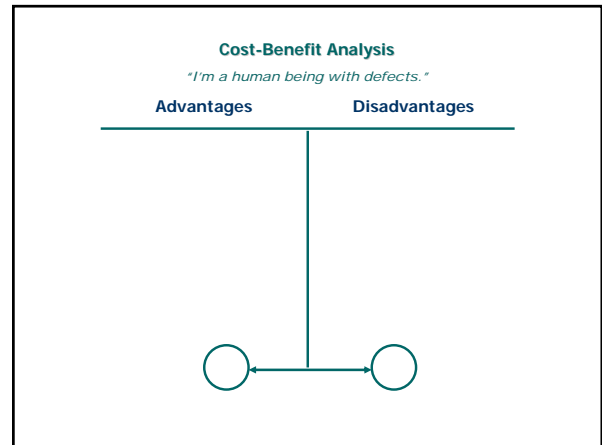 Cost-Benefit Analysis
"I'm a human being with defects."
Advantages Disadvantages